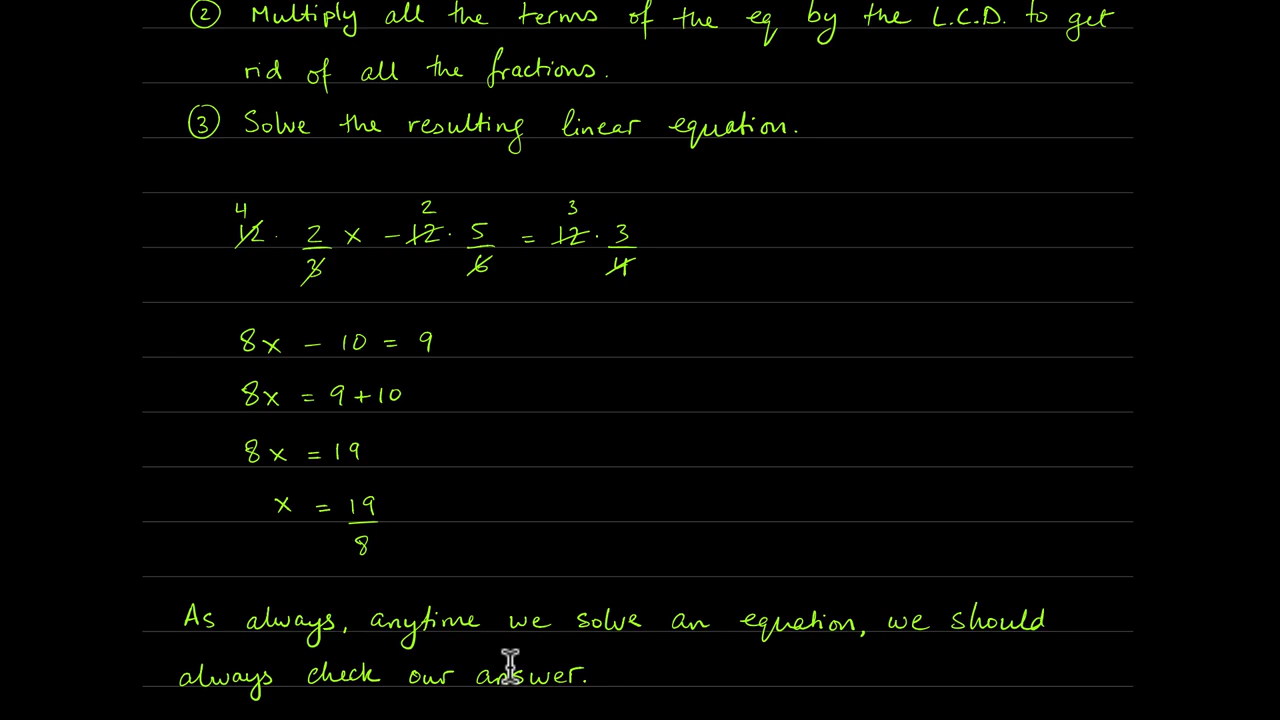 ② Multiply all the terms of the eq by the L.C.D. to get
rid of all the fractions.
③ Solve the resulting linear equation.
4 2 3
12 · 2/3 x - 12 · 5/6 = 12 · 3/4
8x - 10 = 9
8x = 9 + 10
8x = 19
x = 19/8
As always, anytime we solve an equation, we should
always check our answer.